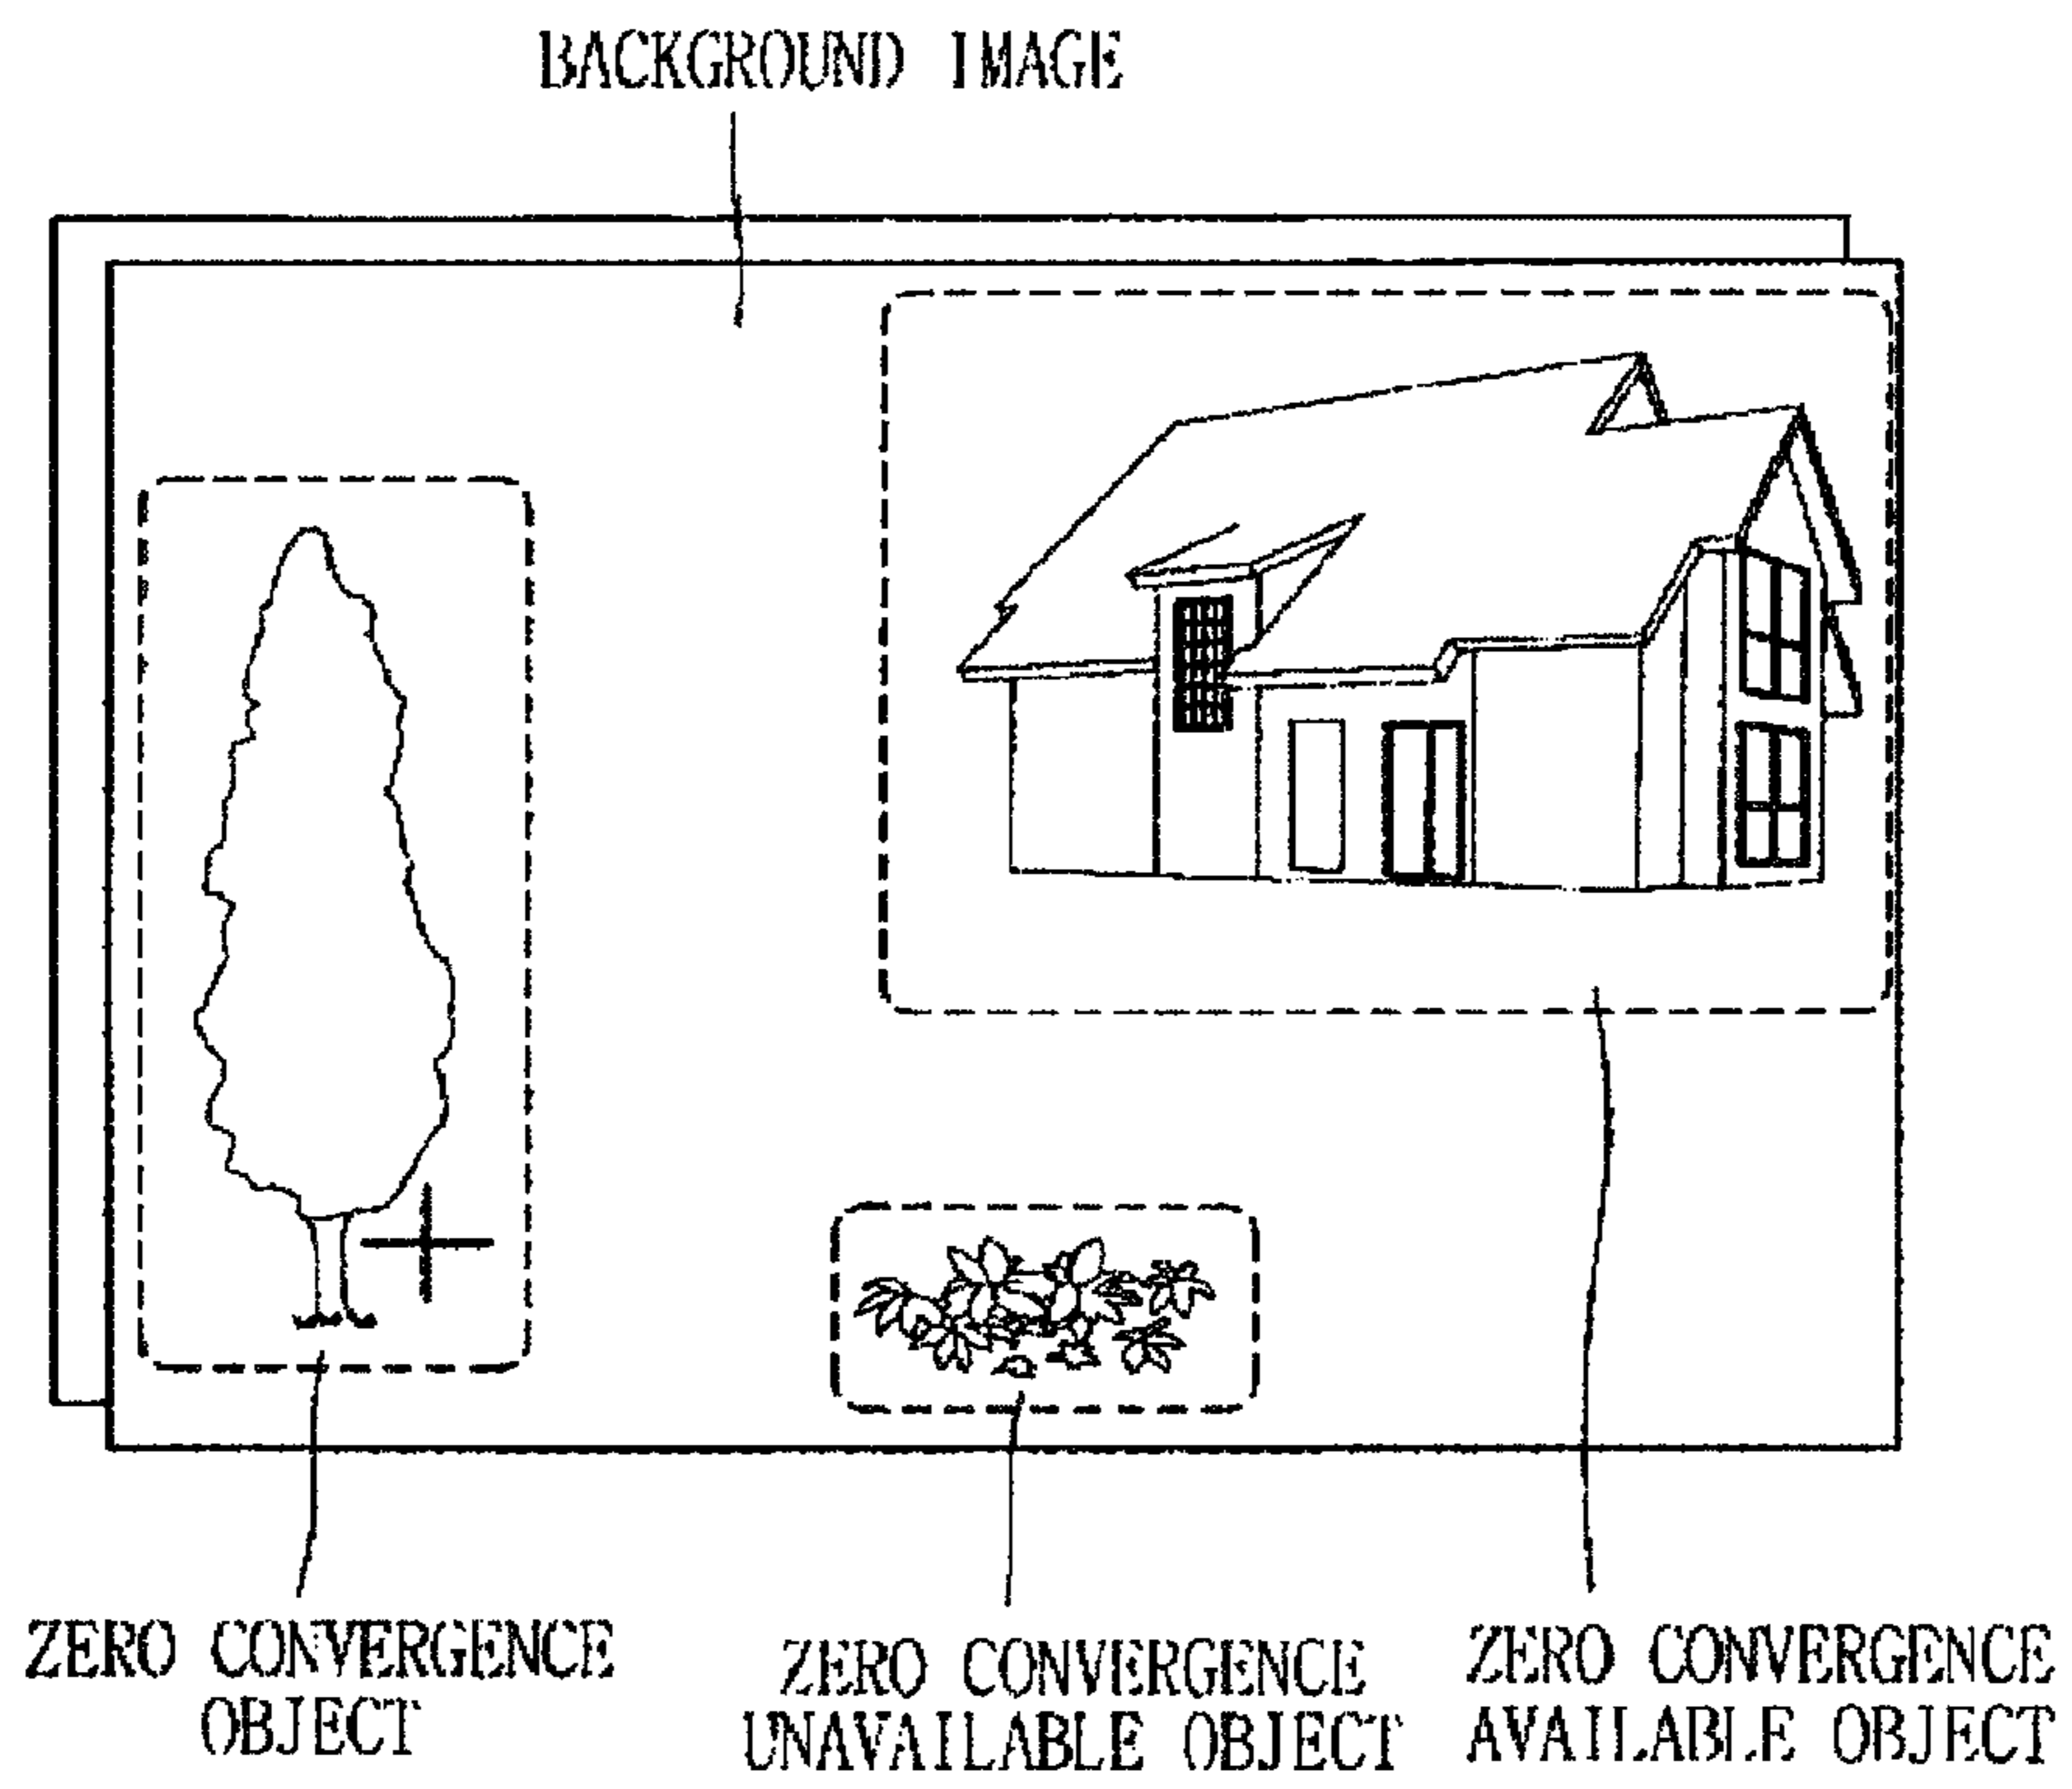 BACKGROUND IMAGE
ZERO CONVERGENCE
OBJECT
ZERO CONVERGENCE
UNAVAILABLE OBJECT
ZERO CONVERGENCE
AVAILABLE OBJECT